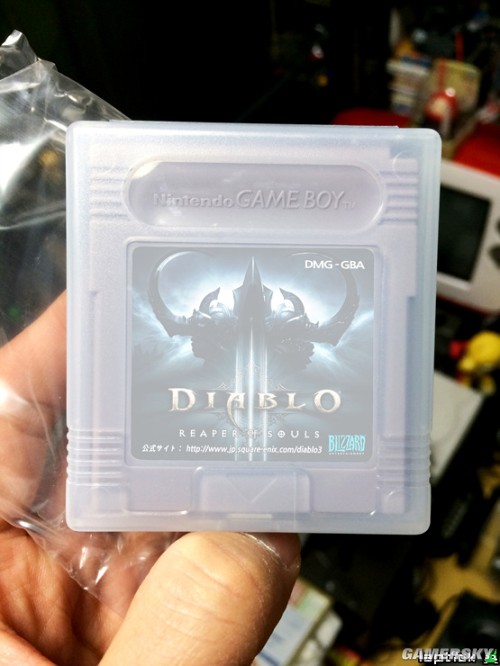 Nintendo GAME BOY TM
DMG-GBA
DIABLO
REAPER OF SOULS
BLIZZARD
ENTERTAINMENT
公式サイト： http://www.jp.square-enix.com/diablo3
GAMERSKY